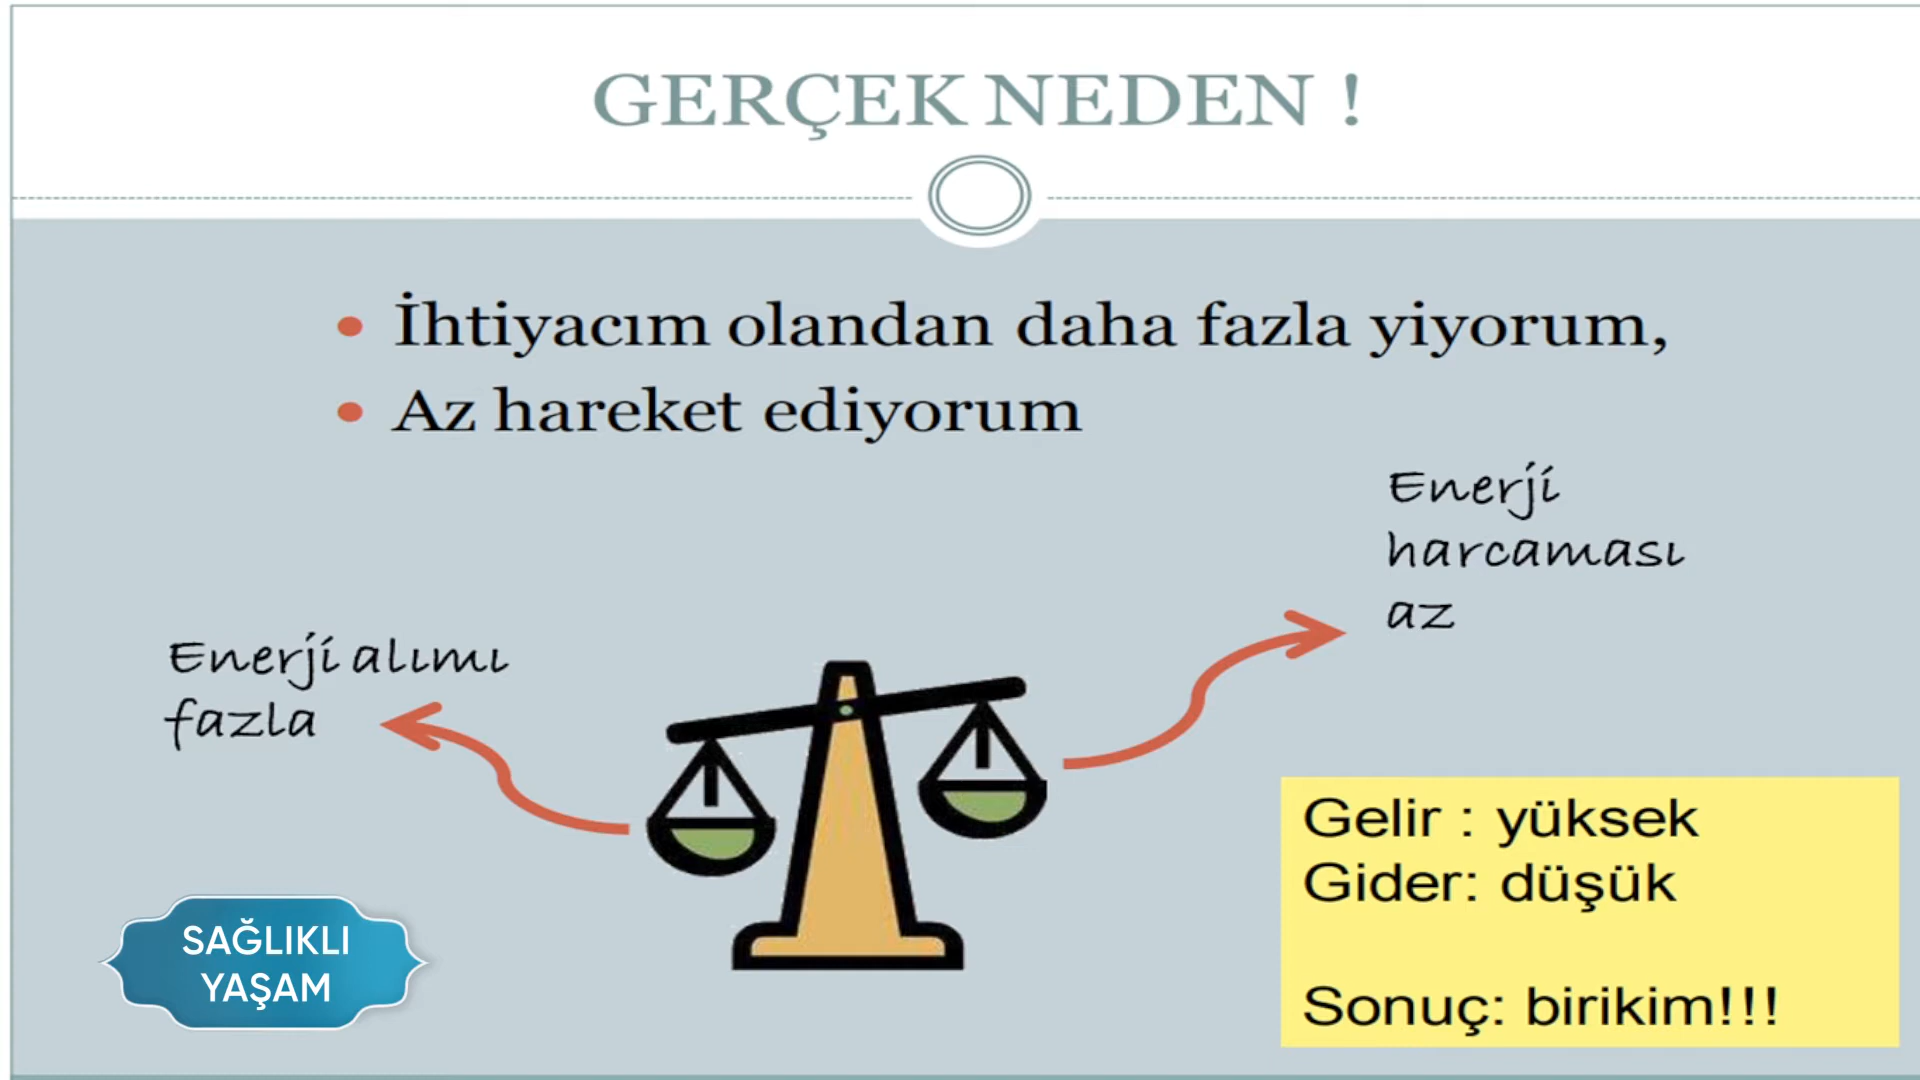 GERÇEK NEDEN !
• İhtiyacım olandan daha fazla yiyorum,
• Az hareket ediyorum
Enerji
harcaması
az
Enerji alımı
fazla
Gelir : yüksek
Gider: düşük
Sonuç: birikim!!!
SAĞLIKLI
YAŞAM